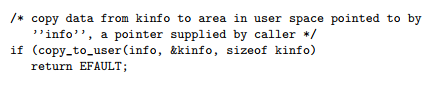 /* copy data from kinfo to area in user space pointed to by
’’info’’, a pointer supplied by caller */
if (copy_to_user(info, &kinfo, sizeof kinfo)
return EFAULT;